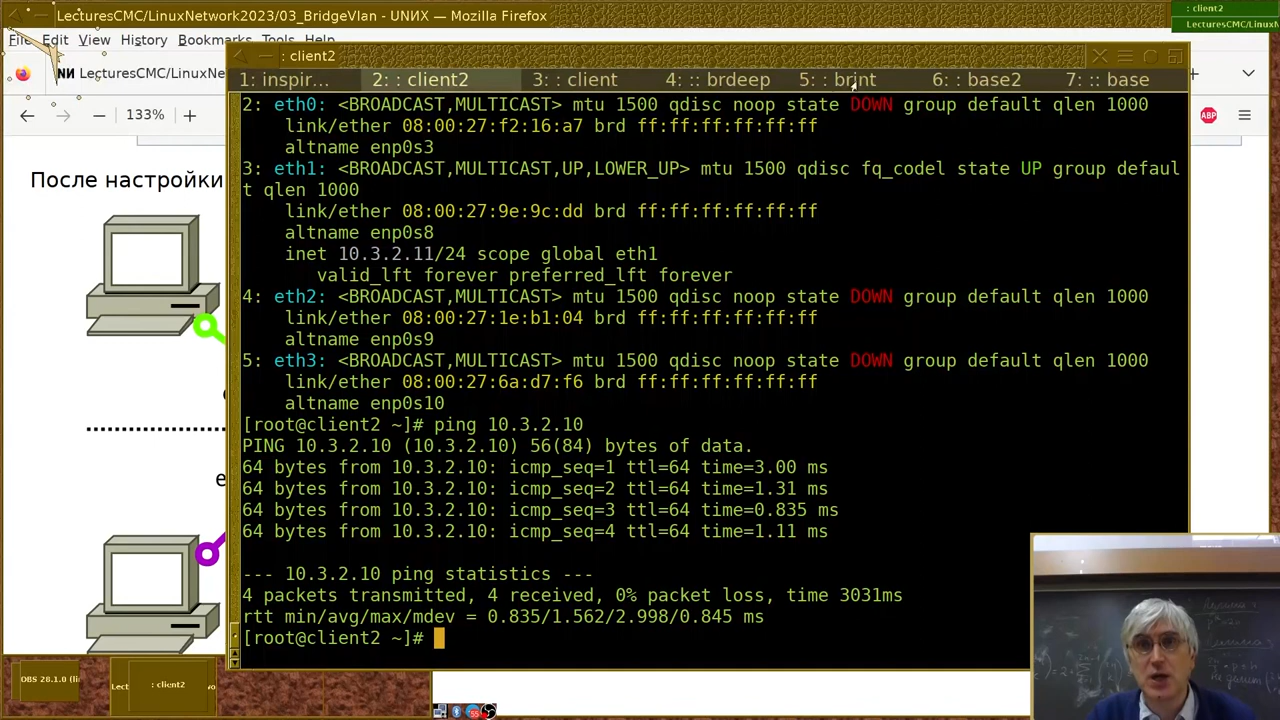 LecturesCMC/LinuxNetwork2023/03_BridgeVlan - UNИX — Mozilla Firefox
: client2
LecturesCMC/LinuxN
File Edit View History Bookmarks Tools Help
: client2
UNИ LecturesCMC/LinuxNe
1: inspir... 2: : client2 3: : client 4: :: brdeep 5: : brint 6: : base2 7: :: base
133%
ABP
2: eth0: <BROADCAST,MULTICAST> mtu 1500 qdisc noop state DOWN group default qlen 1000
link/ether 08:00:27:f2:16:a7 brd ff:ff:ff:ff:ff:ff
altname enp0s3
3: eth1: <BROADCAST,MULTICAST,UP,LOWER_UP> mtu 1500 qdisc fq_codel state UP group defaul
t qlen 1000
link/ether 08:00:27:9e:9c:dd brd ff:ff:ff:ff:ff:ff
altname enp0s8
inet 10.3.2.11/24 scope global eth1
valid_lft forever preferred_lft forever
4: eth2: <BROADCAST,MULTICAST> mtu 1500 qdisc noop state DOWN group default qlen 1000
link/ether 08:00:27:1e:b1:04 brd ff:ff:ff:ff:ff:ff
altname enp0s9
5: eth3: <BROADCAST,MULTICAST> mtu 1500 qdisc noop state DOWN group default qlen 1000
link/ether 08:00:27:6a:d7:f6 brd ff:ff:ff:ff:ff:ff
altname enp0s10
[root@client2 ~]# ping 10.3.2.10
PING 10.3.2.10 (10.3.2.10) 56(84) bytes of data.
64 bytes from 10.3.2.10: icmp_seq=1 ttl=64 time=3.00 ms
64 bytes from 10.3.2.10: icmp_seq=2 ttl=64 time=1.31 ms
64 bytes from 10.3.2.10: icmp_seq=3 ttl=64 time=0.835 ms
64 bytes from 10.3.2.10: icmp_seq=4 ttl=64 time=1.11 ms
--- 10.3.2.10 ping statistics ---
4 packets transmitted, 4 received, 0% packet loss, time 3031ms
rtt min/avg/max/mdev = 0.835/1.562/2.998/0.845 ms
[root@client2 ~]#
После настройки
e
OBS 28.1.0 (li
Lect
: client2
55